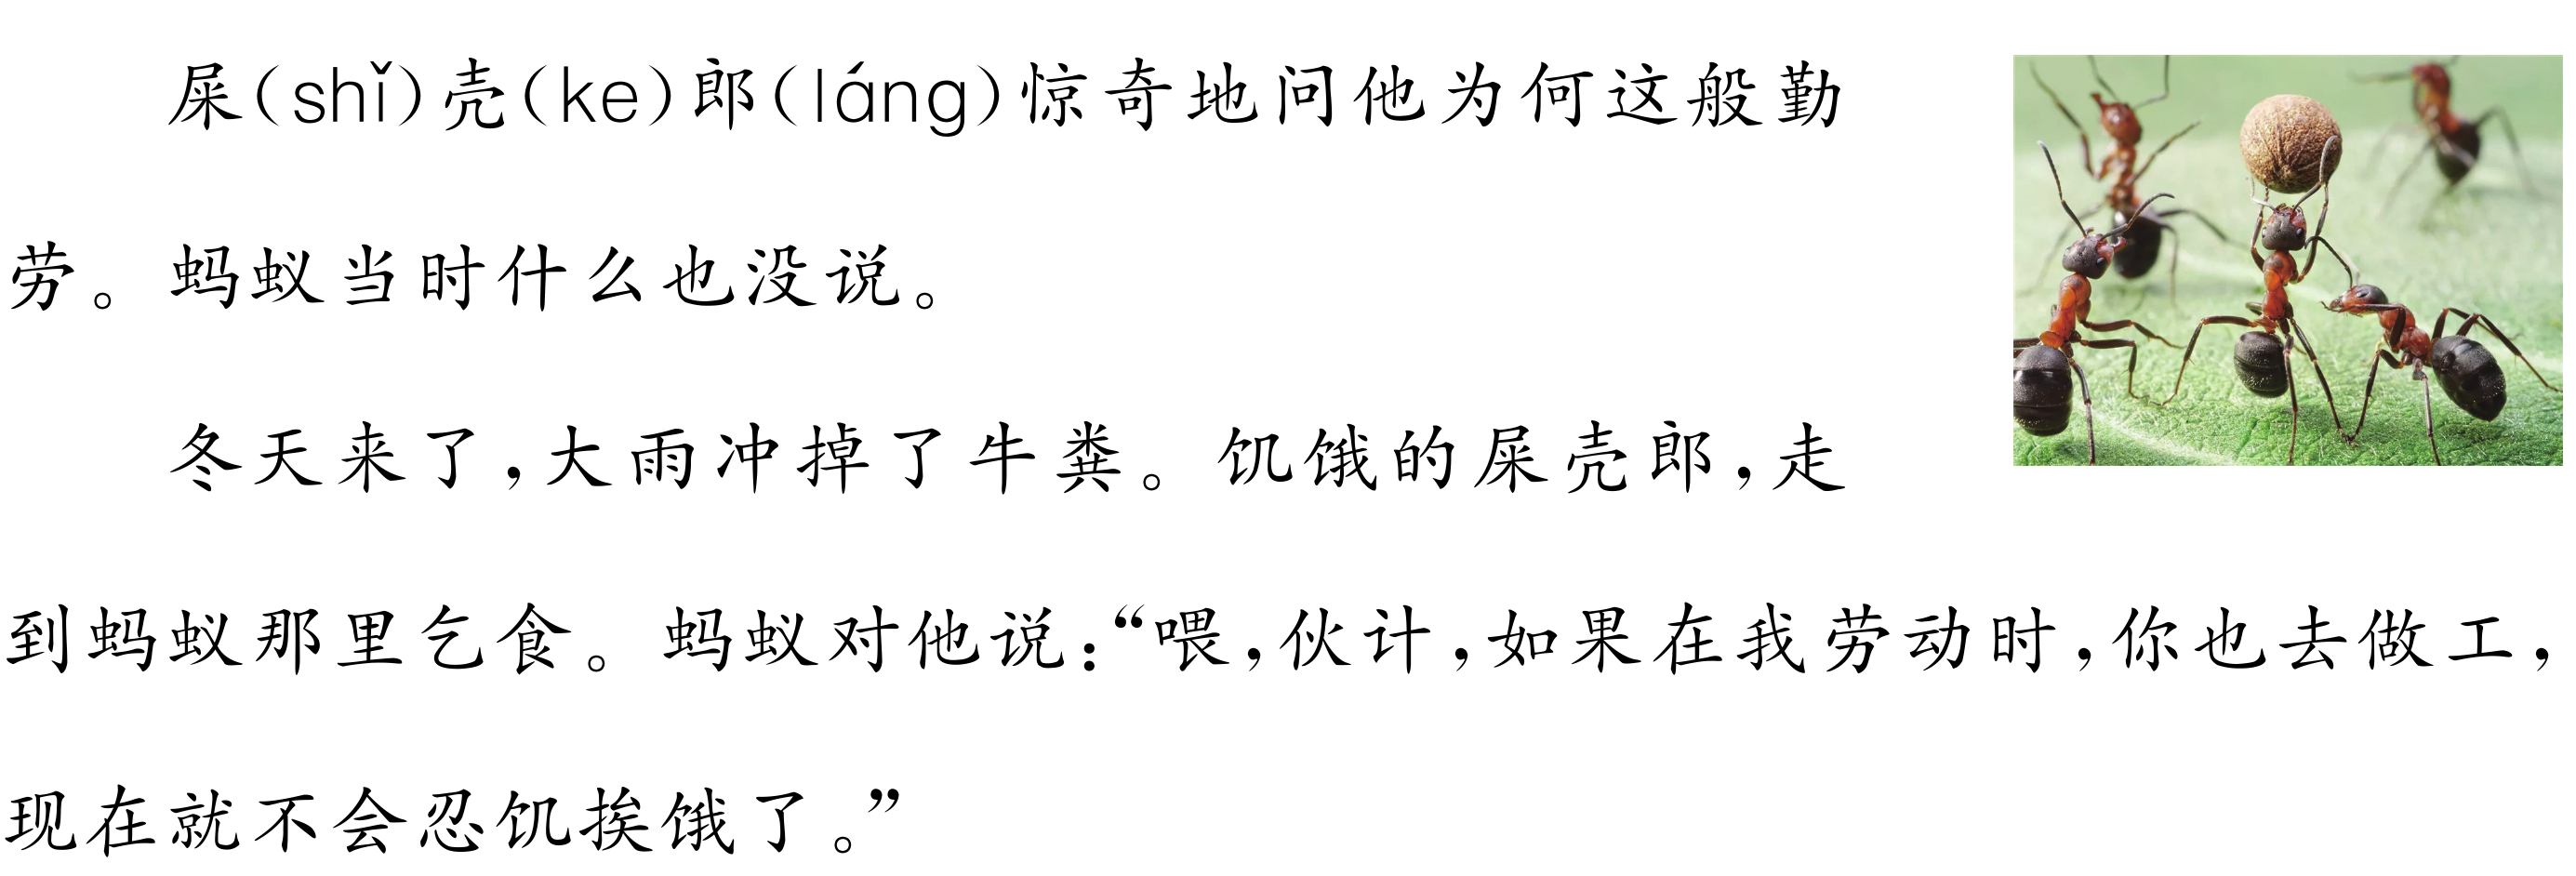 屎(shǐ)壳(ke)郎(láng)惊奇地问他为何这般勤
劳。蚂蚁当时什么也没说。
冬天来了,大雨冲掉了牛粪。饥饿的屎壳郎,走
到蚂蚁那里乞食。蚂蚁对他说:“喂,伙计,如果在我劳动时,你也去做工,
现在就不会忍饥挨饿了。”